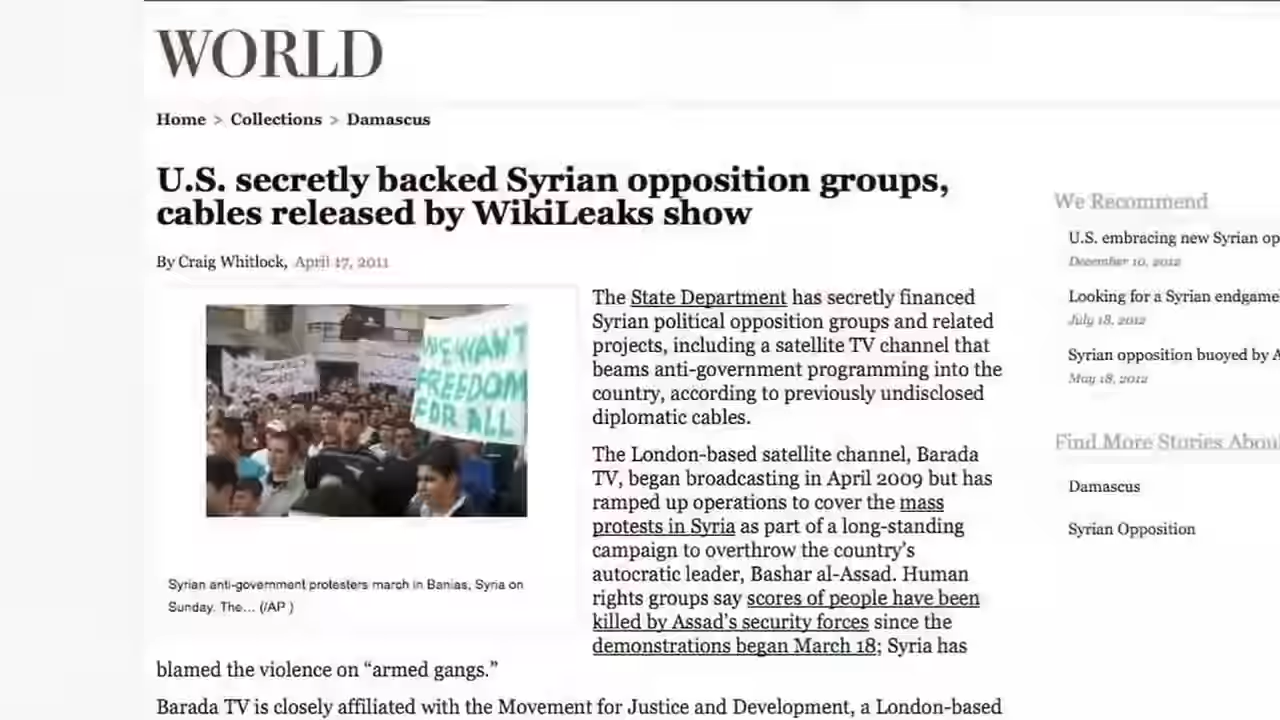 WORLD
Home > Collections > Damascus
U.S. secretly backed Syrian opposition groups,
cables released by WikiLeaks show
By Craig Whitlock, April 17, 2011
WE WANT
FREEDOM
FOR ALL
Syrian anti-government protesters march in Banias, Syria on
Sunday. The... (/AP )
The State Department has secretly financed
Syrian political opposition groups and related
projects, including a satellite TV channel that
beams anti-government programming into the
country, according to previously undisclosed
diplomatic cables.
The London-based satellite channel, Barada
TV, began broadcasting in April 2009 but has
ramped up operations to cover the mass
protests in Syria as part of a long-standing
campaign to overthrow the country's
autocratic leader, Bashar al-Assad. Human
rights groups say scores of people have been
killed by Assad's security forces since the
demonstrations began March 18; Syria has
blamed the violence on “armed gangs.”
Barada TV is closely affiliated with the Movement for Justice and Development, a London-based
We Recommend
U.S. embracing new Syrian op
December 10, 2012
Looking for a Syrian endgame
July 18, 2012
Syrian opposition buoyed by A
May 18, 2012
Find More Stories About
Damascus
Syrian Opposition